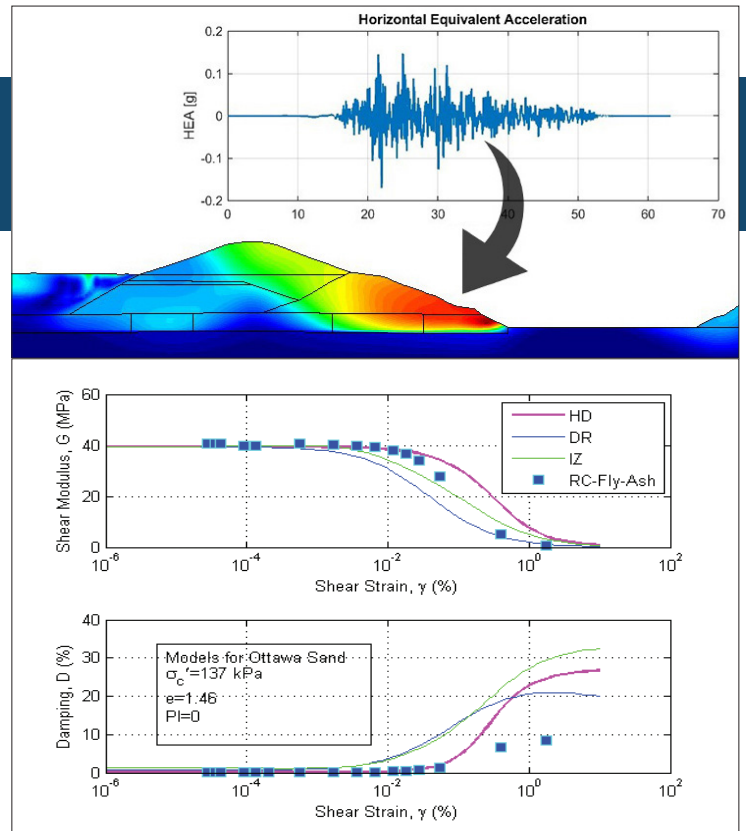 Horizontal Equivalent Acceleration
HEA [g]
0.2
0.1
0
-0.1
-0.2
0 10 20 30 40 50 60 70
Shear Modulus, G (MPa)
60
40
20
0
HD
DR
IZ
RC-Fly-Ash
10^-6 10^-4 10^-2 10^0 10^2
Shear Strain, γ (%)
Damping, D (%)
40
30
20
10
0
Models for Ottawa Sand
σc'=137 kPa
e=1.46
PI=0
10^-6 10^-4 10^-2 10^0 10^2
Shear Strain, γ (%)